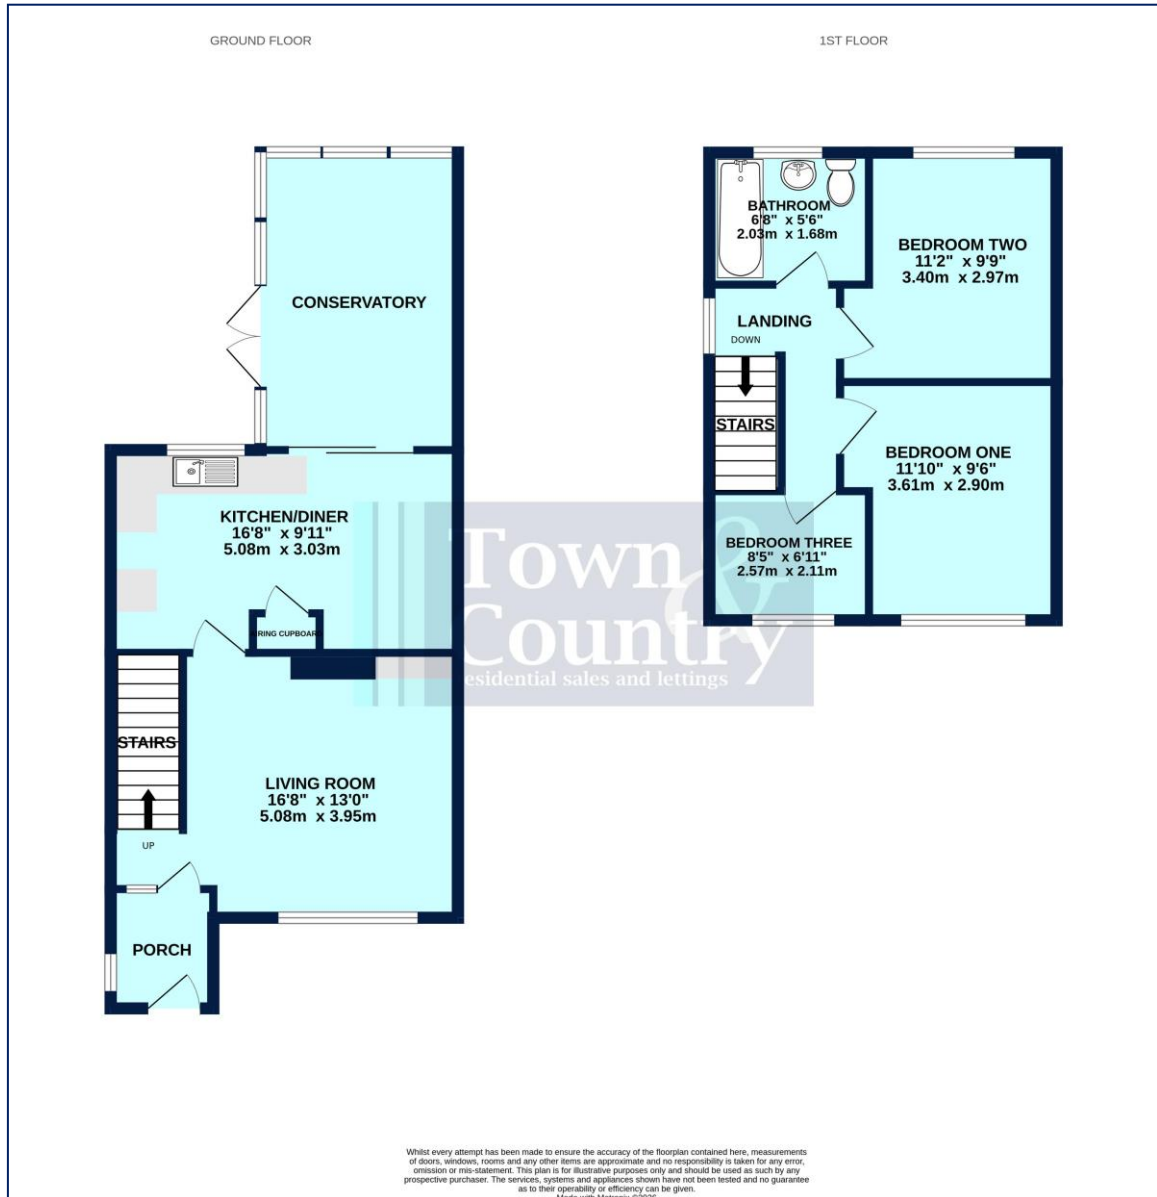 GROUND FLOOR
1ST FLOOR
CONSERVATORY
KITCHEN/DINER
16'8" x 9'11"
5.08m x 3.03m
AIRING CUPBOARD
STAIRS
UP
LIVING ROOM
16'8" x 13'0"
5.08m x 3.95m
PORCH
BATHROOM
6'8" x 5'6"
2.03m x 1.68m
BEDROOM TWO
11'2" x 9'9"
3.40m x 2.97m
LANDING
DOWN
STAIRS
BEDROOM ONE
11'10" x 9'6"
3.61m x 2.90m
BEDROOM THREE
8'5" x 6'11"
2.57m x 2.11m
Town &
Country
residential sales and lettings
Whilst every attempt has been made to ensure the accuracy of the floorplan contained here, measurements
of doors, windows, rooms and any other items are approximate and no responsibility is taken for any error,
omission or mis-statement. This plan is for illustrative purposes only and should be used as such by any
prospective purchaser. The services, systems and appliances shown have not been tested and no guarantee
as to their operability or efficiency can be given.
Made with Metropix ©2026